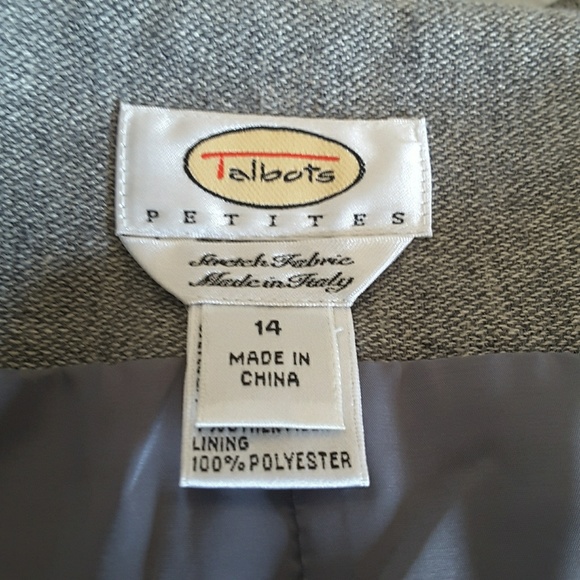 Talbots
PETITES
Stretch Fabric
Made in Italy
14
MADE IN
CHINA
LINING
100% POLYESTER